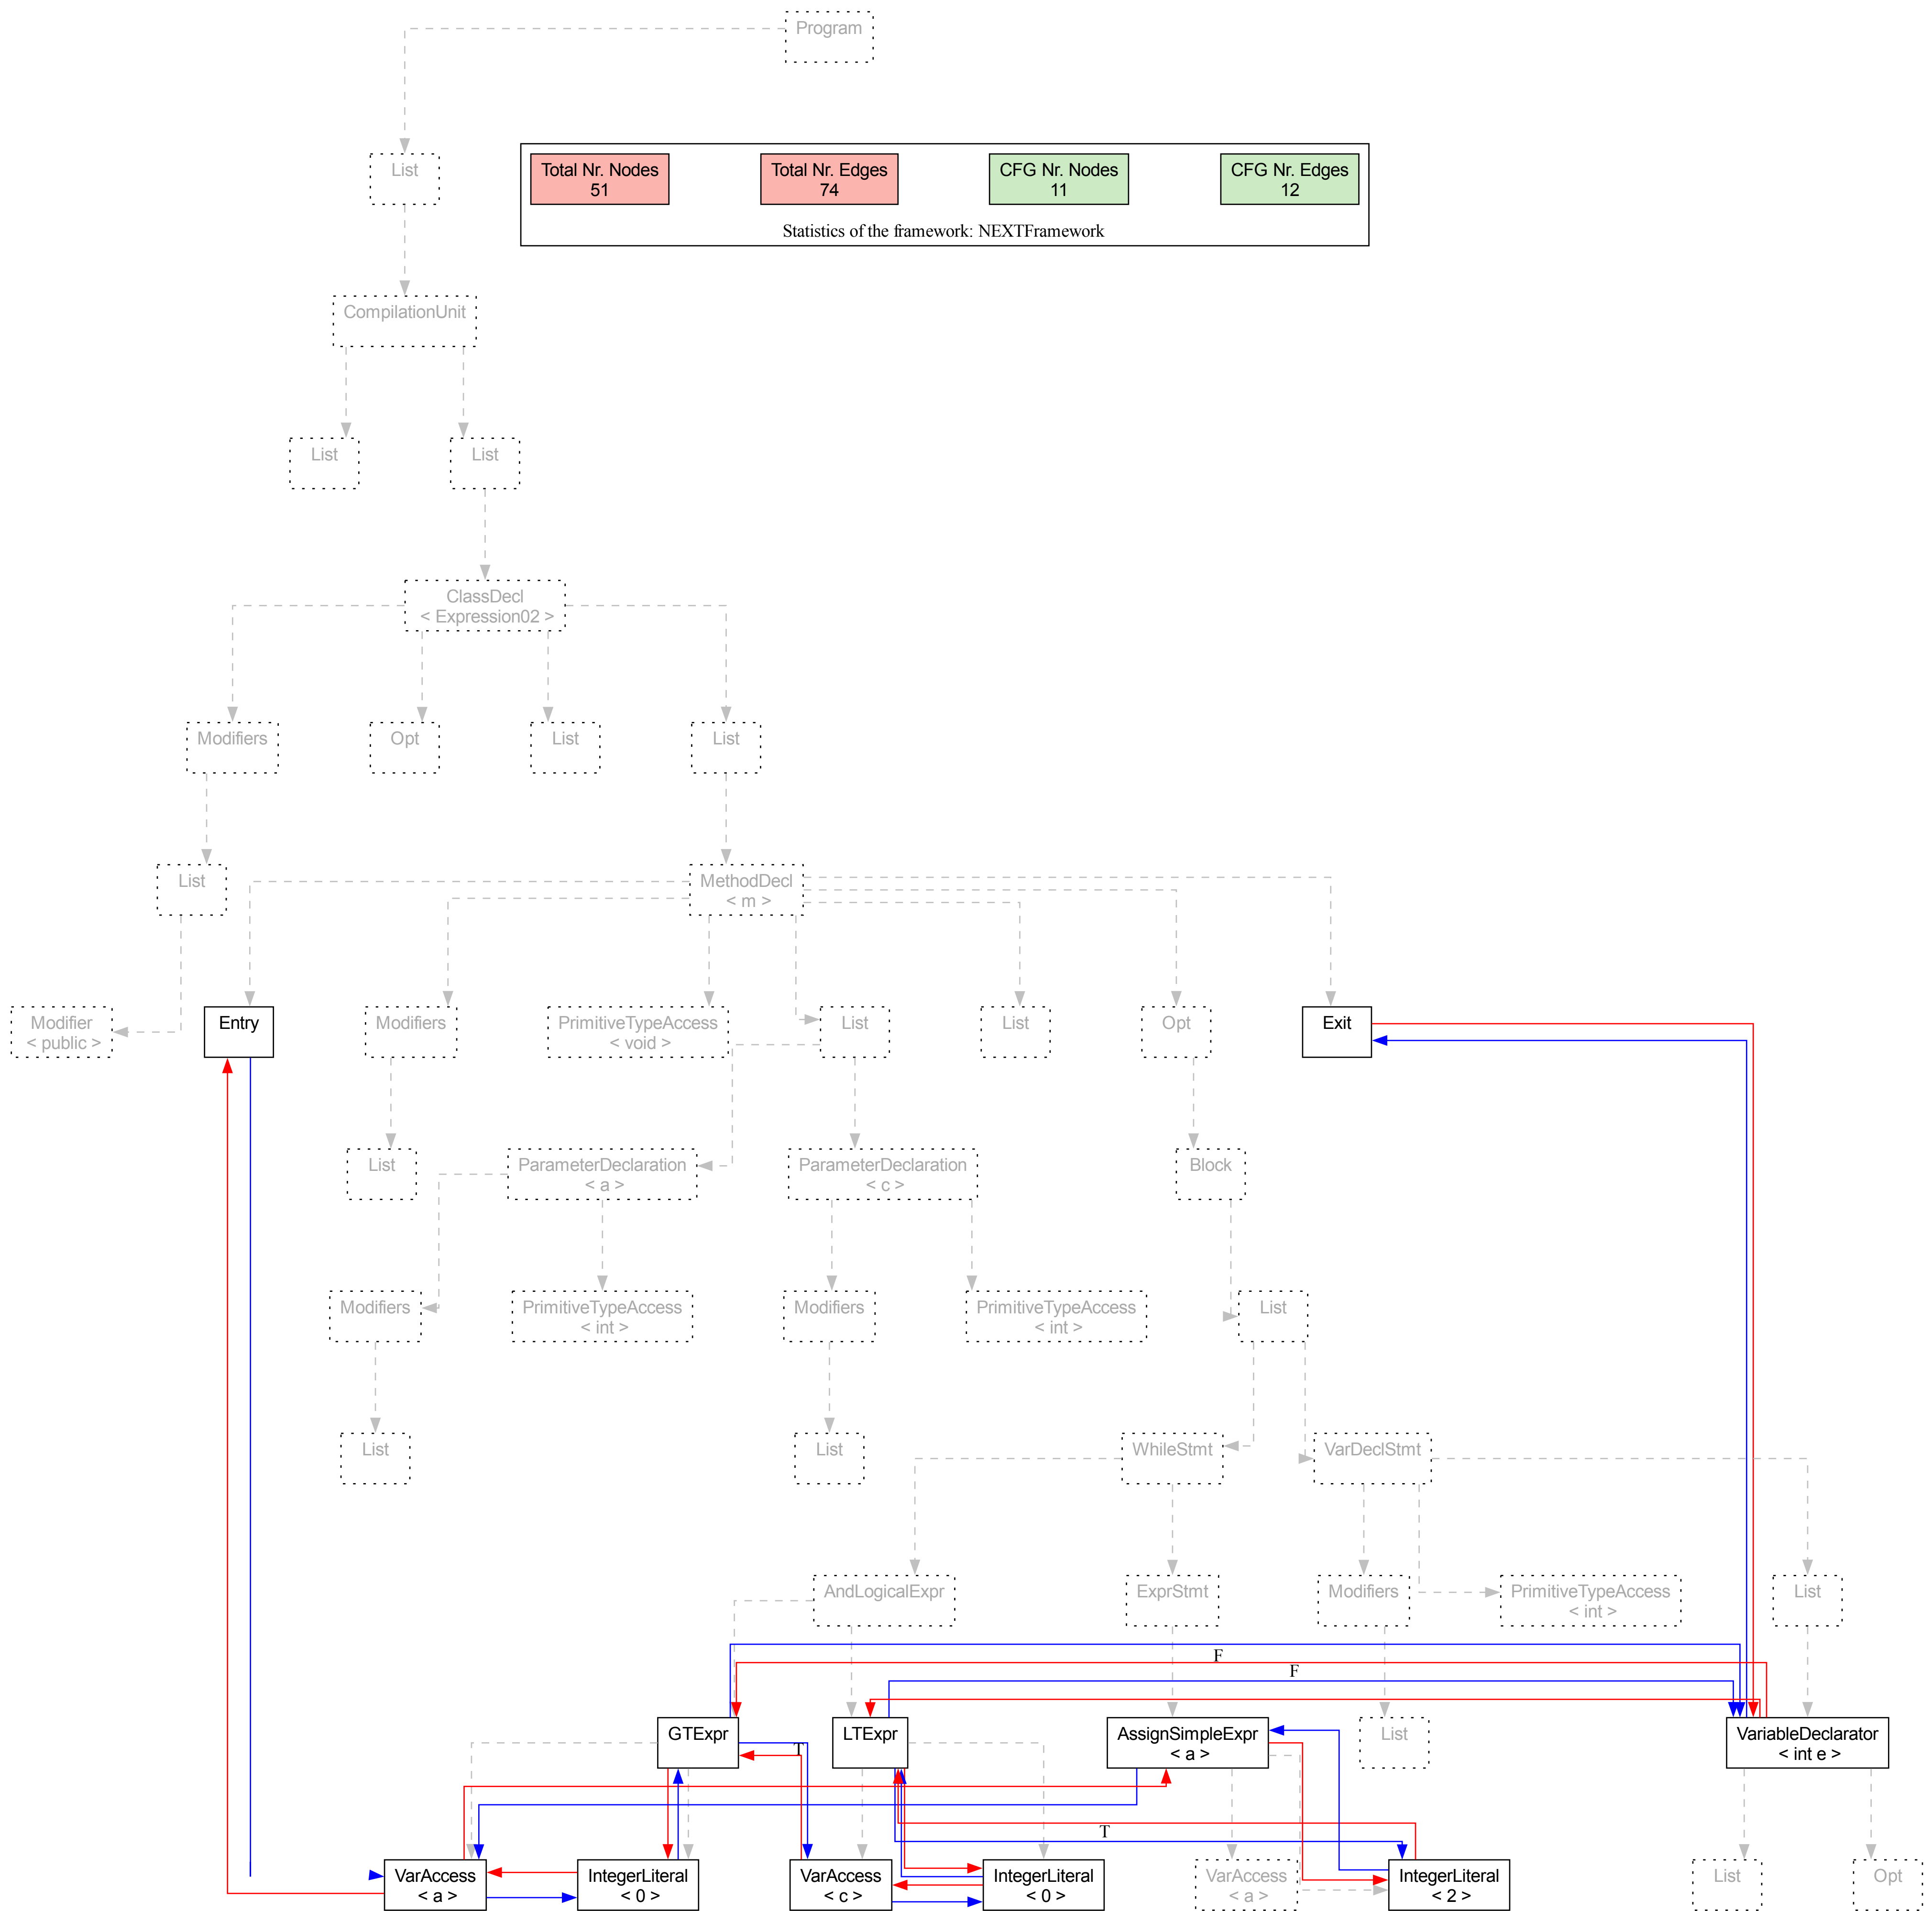 Program
List
Total Nr. Nodes
51
Total Nr. Edges
74
CFG Nr. Nodes
11
CFG Nr. Edges
12
Statistics of the framework: NEXTFramework
CompilationUnit
List
List
ClassDecl
< Expression02 >
Modifiers
Opt
List
List
List
MethodDecl
< m >
Modifier
< public >
Entry
Modifiers
PrimitiveTypeAccess
< void >
List
List
Opt
Exit
List
ParameterDeclaration
< a >
ParameterDeclaration
< c >
Block
Modifiers
PrimitiveTypeAccess
< int >
Modifiers
PrimitiveTypeAccess
< int >
List
List
List
WhileStmt
VarDeclStmt
AndLogicalExpr
ExprStmt
Modifiers
PrimitiveTypeAccess
< int >
List
F
F
GTExpr
T
LTExpr
AssignSimpleExpr
< a >
List
VariableDeclarator
< int e >
T
VarAccess
< a >
IntegerLiteral
< 0 >
VarAccess
< c >
IntegerLiteral
< 0 >
VarAccess
< a >
IntegerLiteral
< 2 >
List
Opt